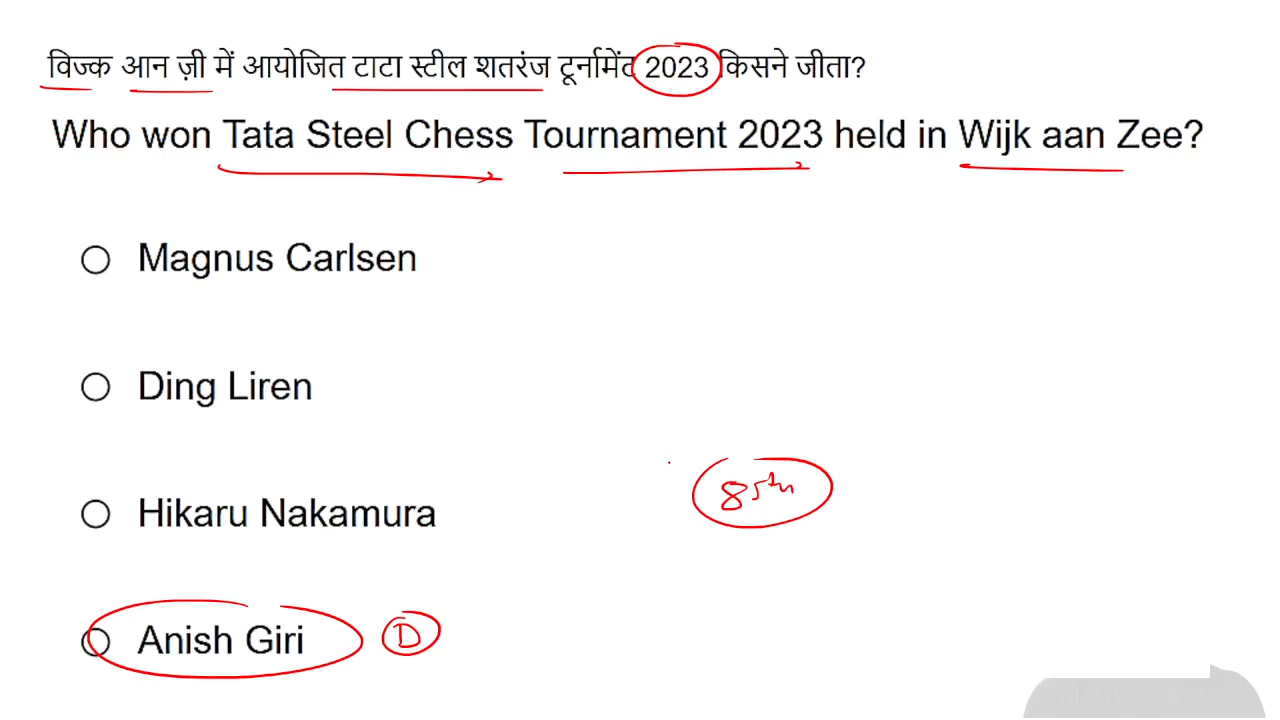 विज्क आन ज़ी में आयोजित टाटा स्टील शतरंज टूर्नामेंट 2023 किसने जीता?
Who won Tata Steel Chess Tournament 2023 held in Wijk aan Zee?
Magnus Carlsen
Ding Liren
Hikaru Nakamura
85th
Anish Giri D